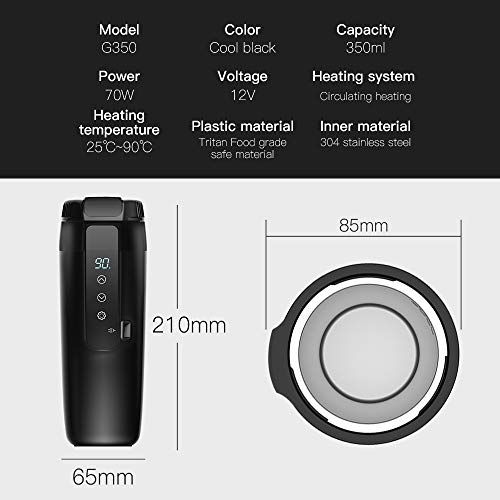 Model
G350
Color
Cool black
Capacity
350ml
Power
70W
Voltage
12V
Heating system
Circulating heating
Heating
temperature
25℃~90℃
Plastic material
Tritan Food grade
safe material
Inner material
304 stainless steel
90.
210mm
65mm
85mm